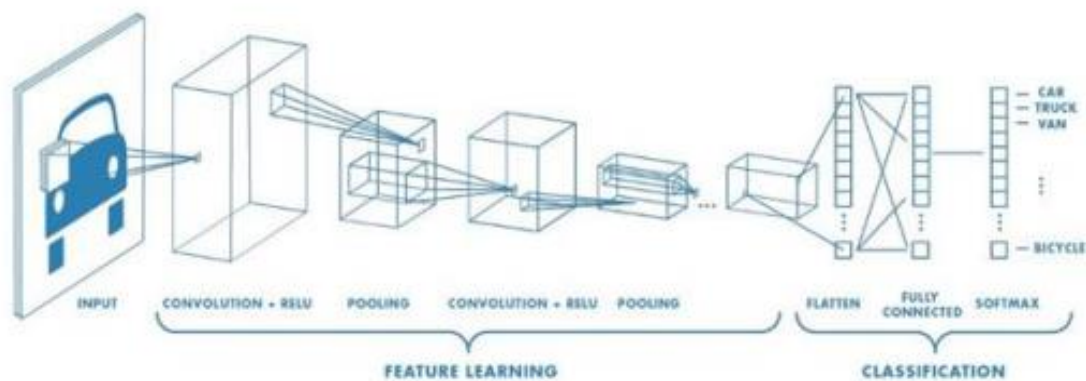 CAR
TRUCK
VAN
BICYCLE
INPUT CONVOLUTION + RELU POOLING CONVOLUTION + RELU POOLING FLATTEN FULLY CONNECTED SOFTMAX
FEATURE LEARNING CLASSIFICATION